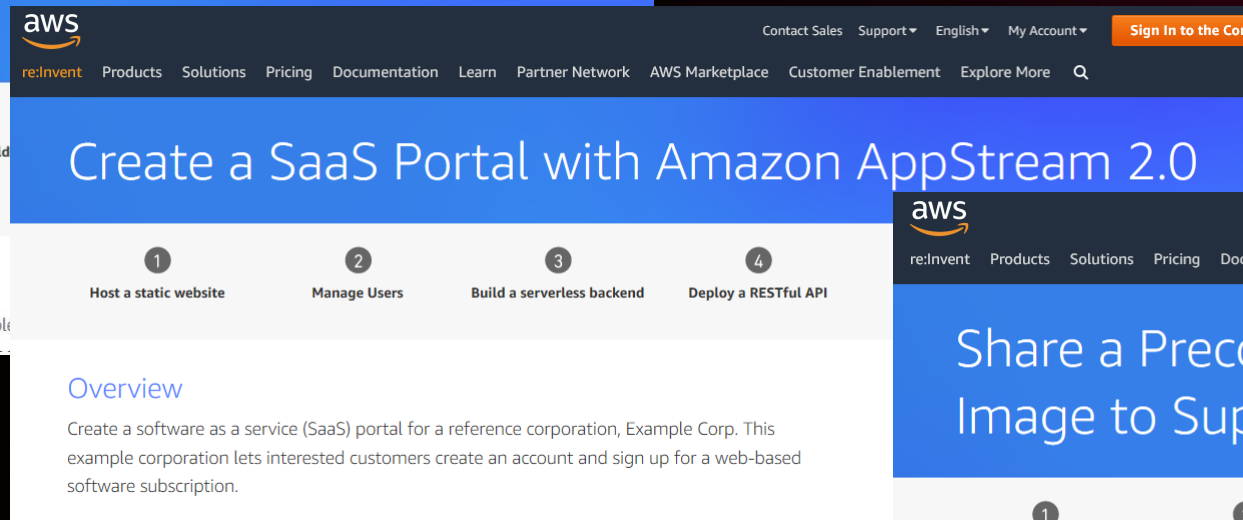 aws
Contact Sales Support English My Account Sign In to the
re:Invent Products Solutions Pricing Documentation Learn Partner Network AWS Marketplace Customer Enablement Explore More
Create a SaaS Portal with Amazon AppStream 2.0
1 2 3 4
Host a static website Manage Users Build a serverless backend Deploy a RESTful API
Overview
Create a software as a service (SaaS) portal for a reference corporation, Example Corp. This
example corporation lets interested customers create an account and sign up for a web-based
software subscription.
aws
re:Invent Products Solutions Pricing
Share a
Image to
1